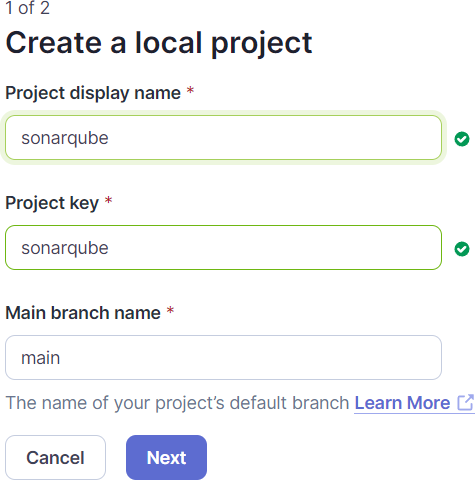 1 of 2
Create a local project
Project display name *
sonarqube
Project key *
sonarqube
Main branch name *
main
The name of your project’s default branch Learn More
Cancel Next